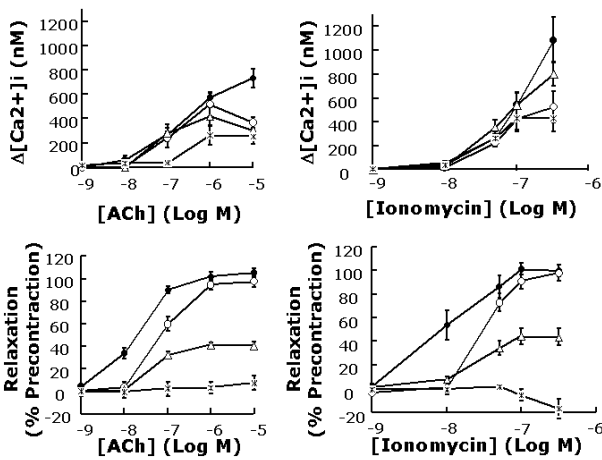 Δ[Ca2+]i (nM)
1200
1000
800
600
400
200
0
-9 -8 -7 -6 -5
[ACh] (Log M)
Δ[Ca2+]i (nM)
1200
1000
800
600
400
200
0
-9 -8 -7 -6
[Ionomycin] (Log M)
Relaxation
(% Precontraction)
120
100
80
60
40
20
0
-20
-9 -8 -7 -6 -5
[ACh] (Log M)
Relaxation
(% Precontraction)
120
100
80
60
40
20
0
-20
-9 -8 -7 -6
[Ionomycin] (Log M)